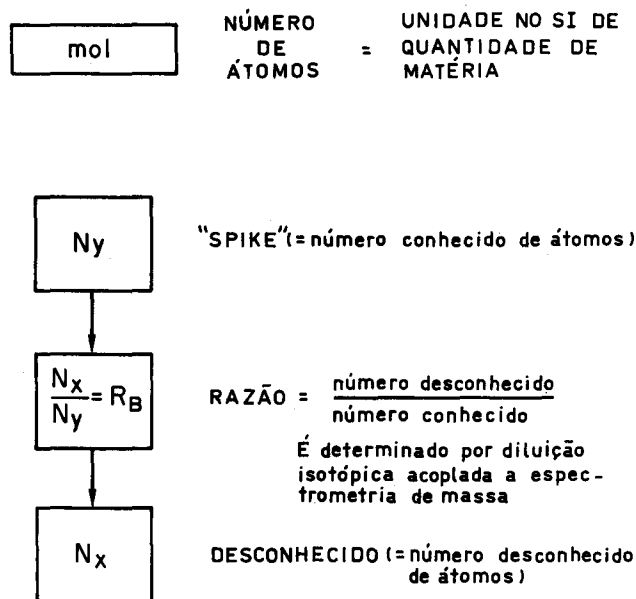 mol
NÚMERO
DE
ÁTOMOS
=
UNIDADE NO SI DE
QUANTIDADE DE
MATÉRIA
Ny
"SPIKE"(=número conhecido de átomos)
Nx
Ny
= RB
RAZÃO = número desconhecido
número conhecido
É determinado por diluição
isotópica acoplada a espec-
trometria de massa
Nx
DESCONHECIDO (=número desconhecido
de átomos)